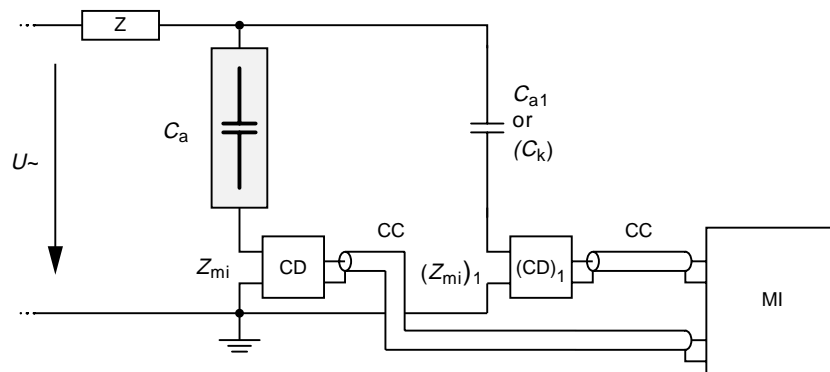 Z
C_a
C_a1
or
(C_k)
U~
CC
CC
Z_mi
CD
(Z_mi)_1
(CD)_1
MI